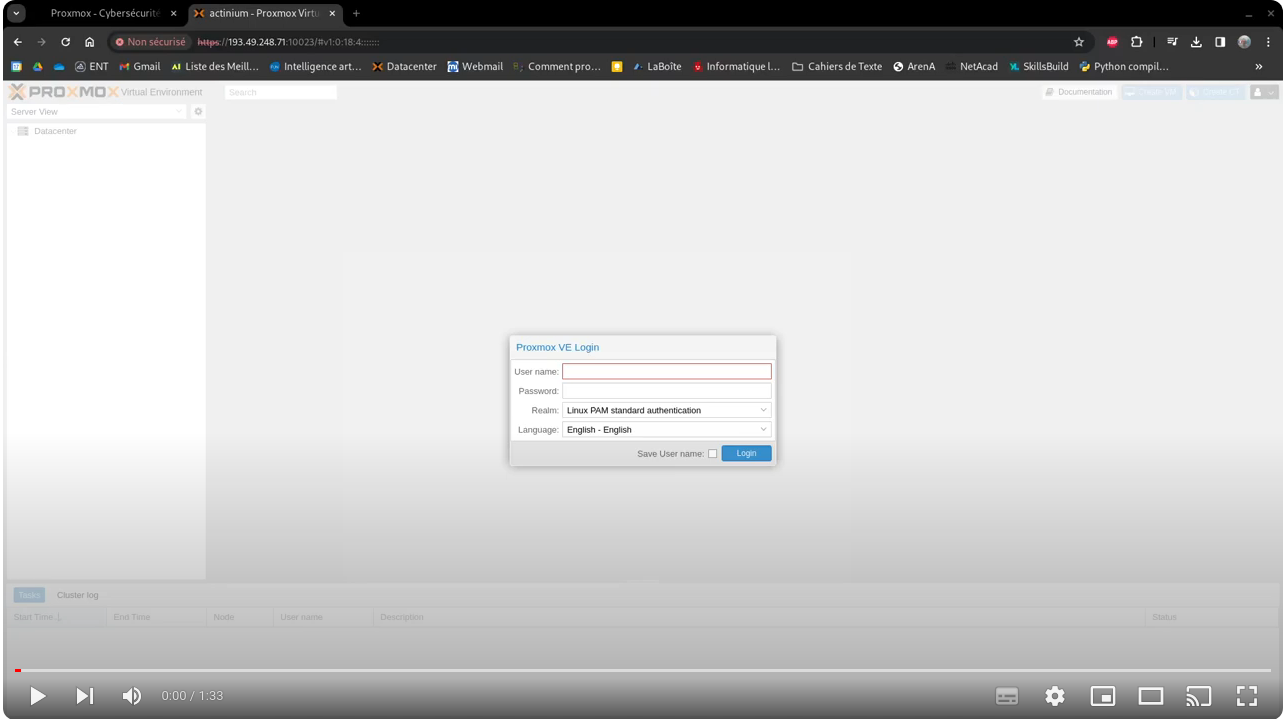 Proxmox - Cybersécurité
actinium - Proxmox Virtu
Non sécurisé https://193.49.248.71:10023/#v1:0:18:4:::::::
ENT Gmail AI Liste des Meill... Intelligence art... Datacenter Webmail Comment pro... LaBoîte Informatique l... Cahiers de Texte ArenA NetAcad SkillsBuild Python compil... »
PROXMOX Virtual Environment Search Documentation Create VM Create CT
Server View
Datacenter
Proxmox VE Login
User name:
Password:
Realm: Linux PAM standard authentication
Language: English - English
Save User name: Login
Tasks Cluster log
Start Time End Time Node User name Description Status
0:00 / 1:33